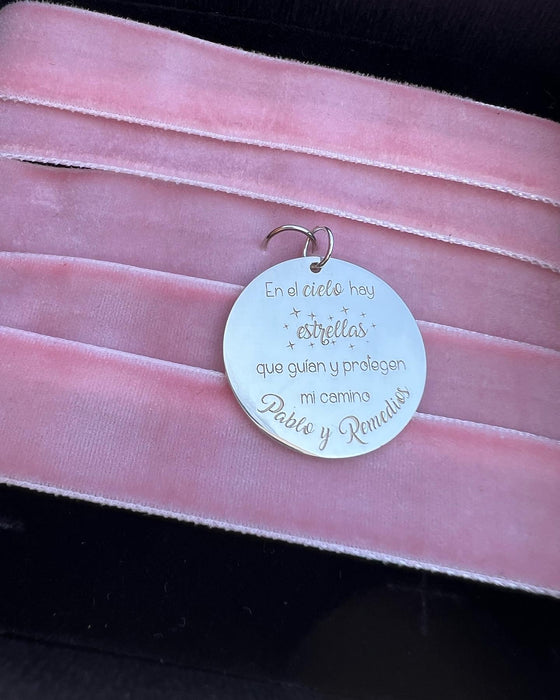 En el cielo hay
estrellas
que guían y protegen
mi camino
Pablo y Remedios